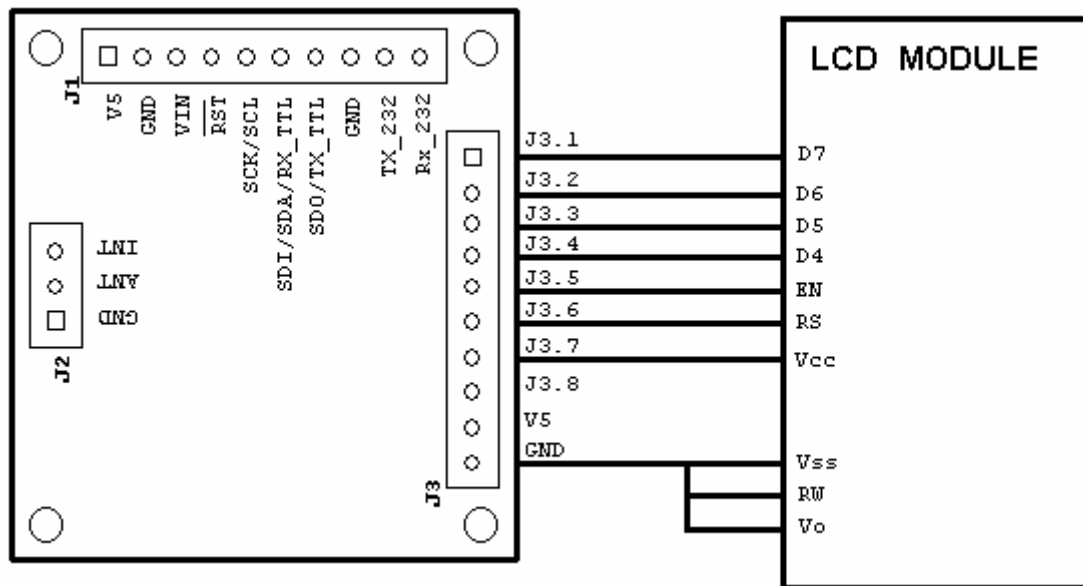 LCD MODULE
J1
V5
GND
VIN
RST
SCK/SCL
SDI/SDA/RX_TTL
SDO/TX_TTL
GND
TX_232
Rx_232
INT
ANT
GND
J2
J3
J3.1
J3.2
J3.3
J3.4
J3.5
J3.6
J3.7
J3.8
V5
GND
D7
D6
D5
D4
EN
RS
Vcc
Vss
RW
Vo